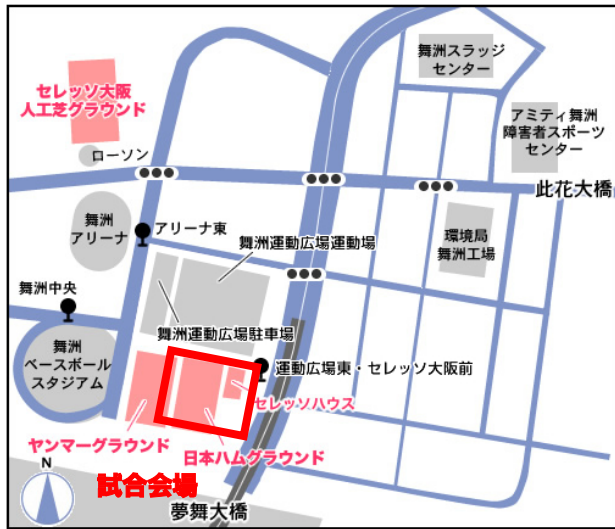 舞洲スラッジ
センター
セレッソ大阪
人工芝グラウンド
アミティ舞洲
障害者スポーツ
センター
ローソン
此花大橋
舞洲
アリーナ
アリーナ東
舞洲運動広場運動場
環境局
舞洲工場
舞洲中央
舞洲運動広場駐車場
舞洲
ベースボール
スタジアム
運動広場東・セレッソ大阪前
セレッソハウス
ヤンマーグラウンド
日本ハムグラウンド
N
試合会場
夢舞大橋